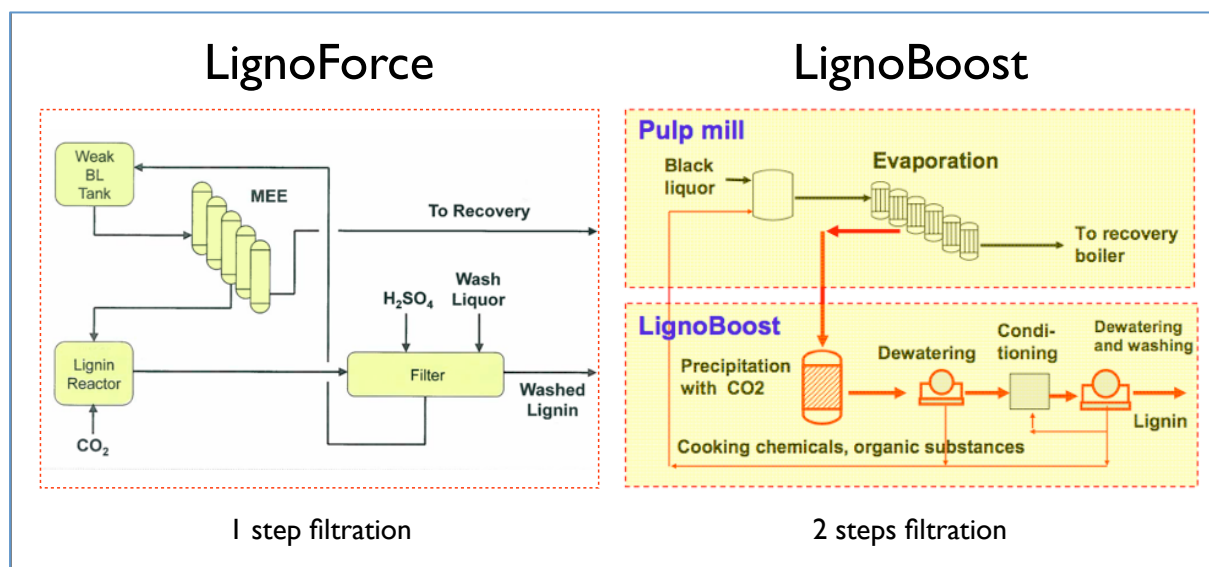 LignoForce
Weak
BL
Tank
MEE
To Recovery
H₂SO₄
Wash
Liquor
Lignin
Reactor
Filter
Washed
Lignin
CO₂
1 step filtration
LignoBoost
Pulp mill
Black
liquor
Evaporation
To recovery
boiler
LignoBoost
Precipitation
with CO2
Dewatering
Condi-
tioning
Dewatering
and washing
Lignin
Cooking chemicals, organic substances
2 steps filtration